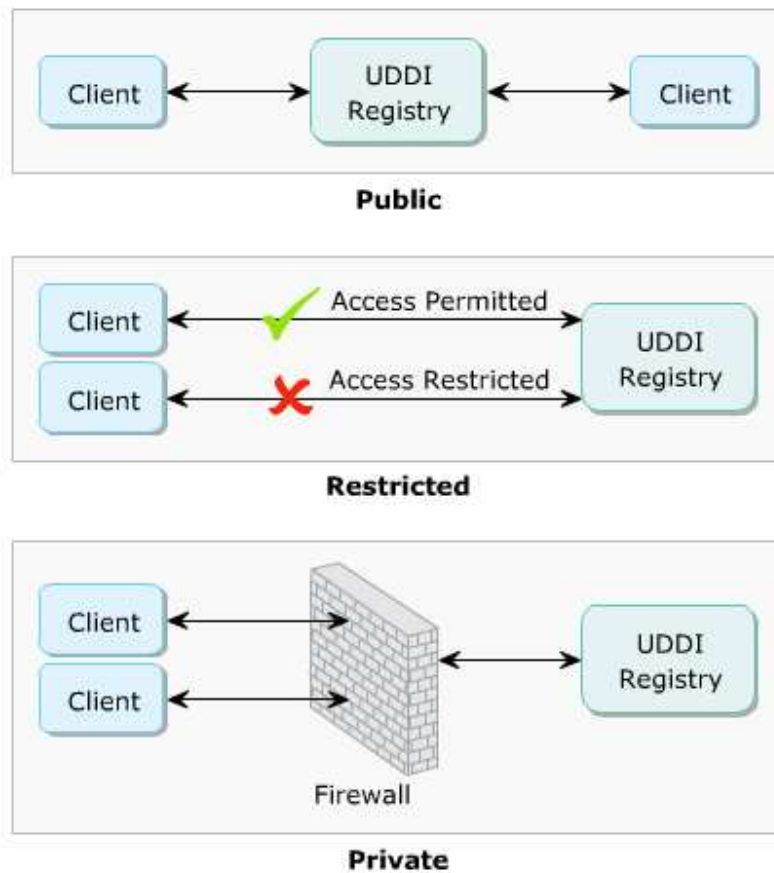 Client
UDDI
Registry
Client
Public
Client
Access Permitted
UDDI
Registry
Client
Access Restricted
Restricted
Client
Client
UDDI
Registry
Firewall
Private